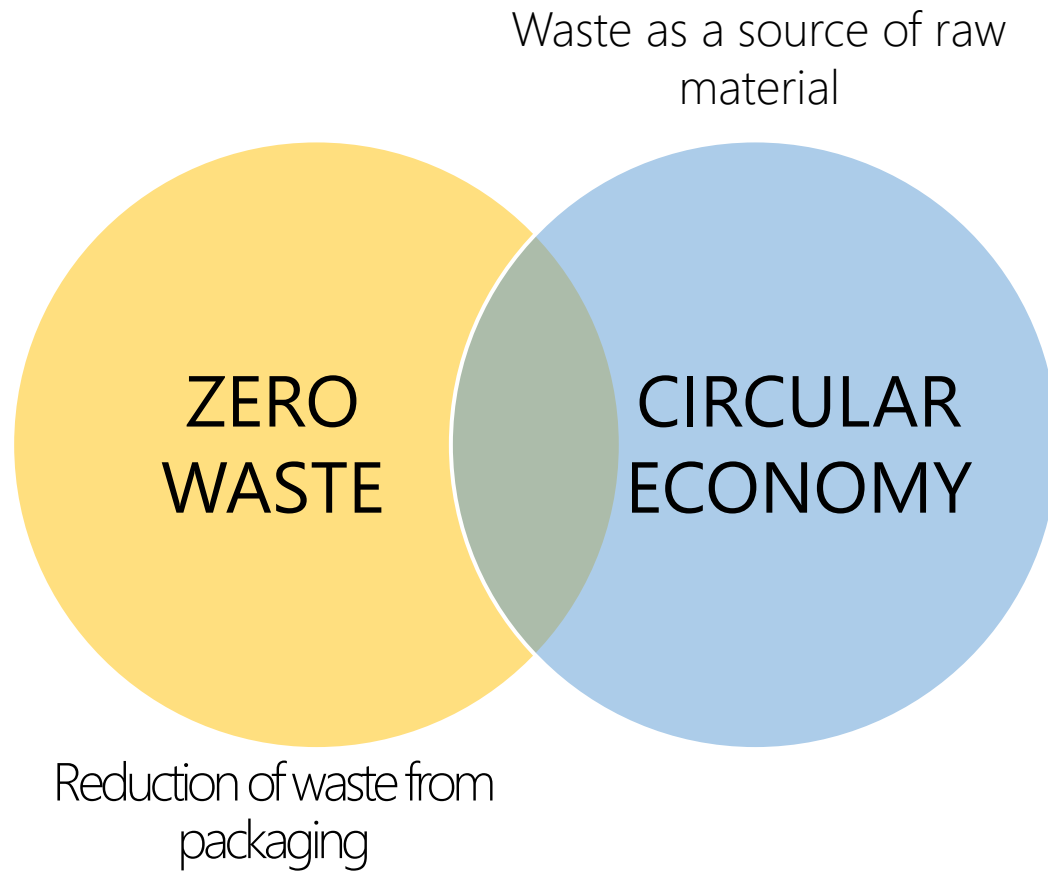 Waste as a source of raw
material
ZERO
WASTE
CIRCULAR
ECONOMY
Reduction of waste from
packaging